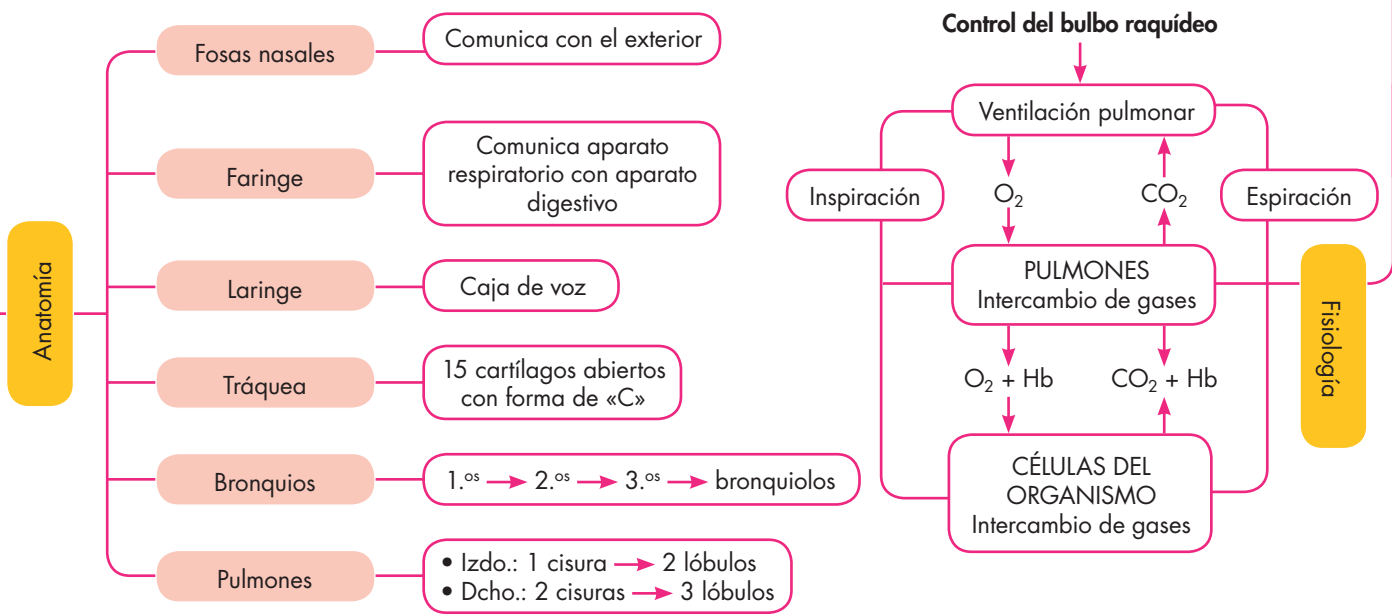 Anatomía
Fosas nasales
Comunica con el exterior
Faringe
Comunica aparato
respiratorio con aparato
digestivo
Laringe
Caja de voz
Tráquea
15 cartílagos abiertos
con forma de «C»
Bronquios
1.os → 2.os → 3.os → bronquiolos
Pulmones
• Izdo.: 1 cisura → 2 lóbulos
• Dcho.: 2 cisuras → 3 lóbulos
Control del bulbo raquídeo
Ventilación pulmonar
Inspiración
O2
CO2
Espiración
PULMONES
Intercambio de gases
O2 + Hb
CO2 + Hb
CÉLULAS DEL
ORGANISMO
Intercambio de gases
Fisiología